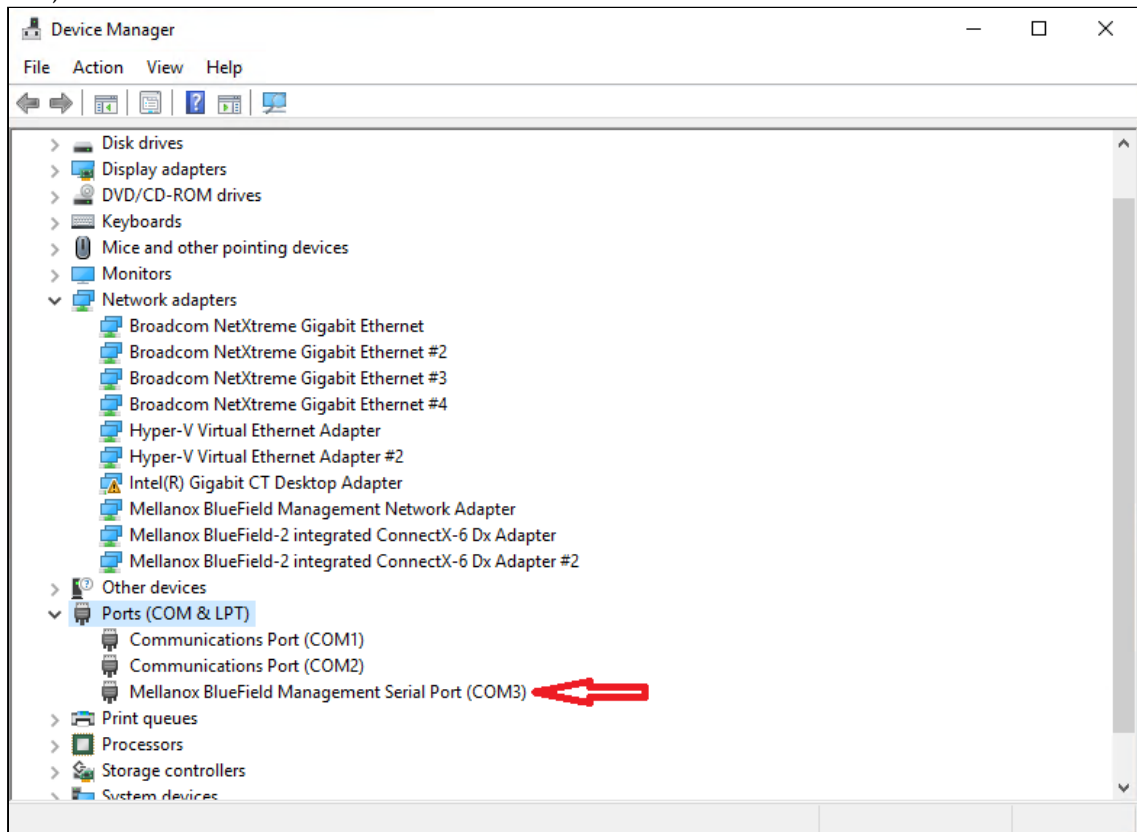 Device Manager
File Action View Help
Disk drives
Display adapters
DVD/CD-ROM drives
Keyboards
Mice and other pointing devices
Monitors
Network adapters
Broadcom NetXtreme Gigabit Ethernet
Broadcom NetXtreme Gigabit Ethernet #2
Broadcom NetXtreme Gigabit Ethernet #3
Broadcom NetXtreme Gigabit Ethernet #4
Hyper-V Virtual Ethernet Adapter
Hyper-V Virtual Ethernet Adapter #2
Intel(R) Gigabit CT Desktop Adapter
Mellanox BlueField Management Network Adapter
Mellanox BlueField-2 integrated ConnectX-6 Dx Adapter
Mellanox BlueField-2 integrated ConnectX-6 Dx Adapter #2
Other devices
Ports (COM & LPT)
Communications Port (COM1)
Communications Port (COM2)
Mellanox BlueField Management Serial Port (COM3)
Print queues
Processors
Storage controllers
System devices